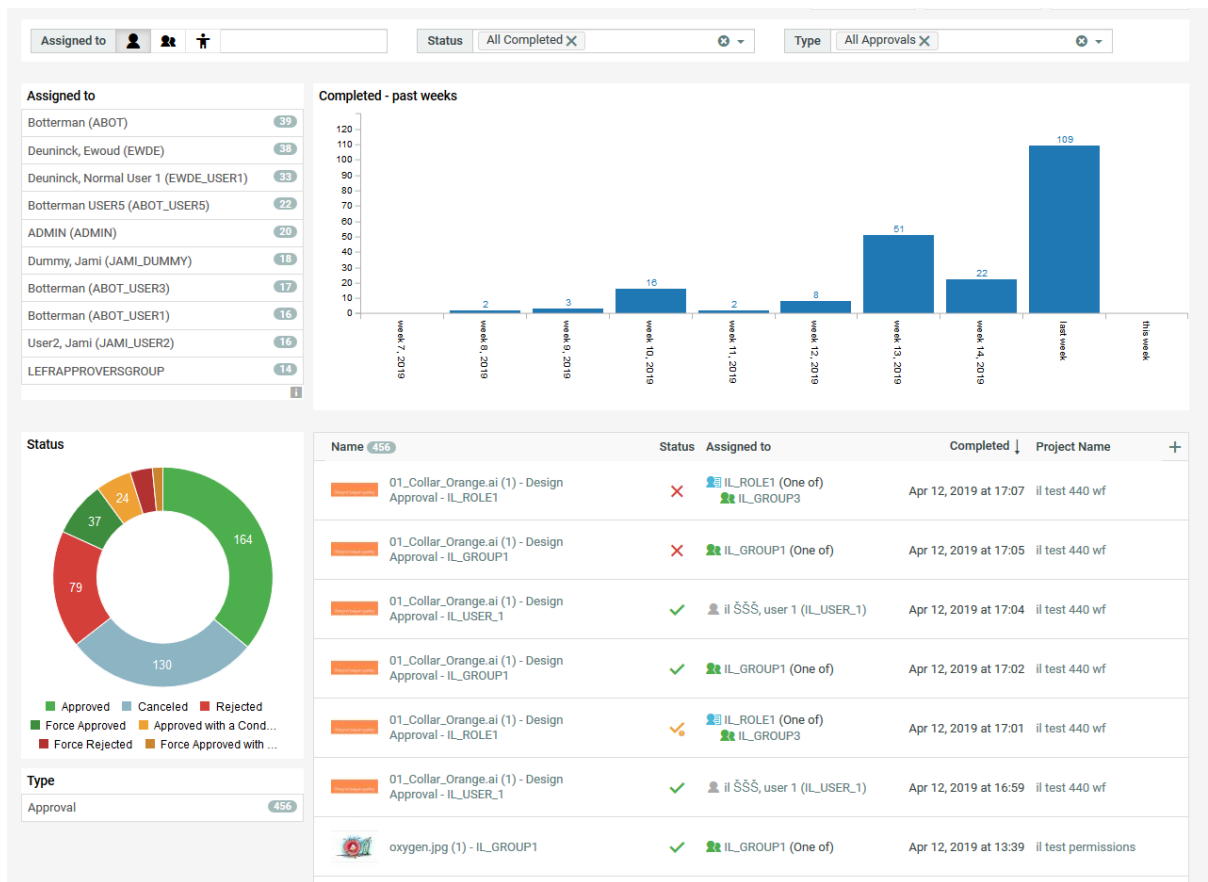 Assigned to
Status All Completed
Type All Approvals
Assigned to
Botterman (ABOT) 39
Deuninck, Ewoud (EWDE) 38
Deuninck, Normal User 1 (EWDE_USER1) 33
Botterman USER5 (ABOT_USER5) 22
ADMIN (ADMIN) 20
Dummy, Jami (JAMI_DUMMY) 18
Botterman (ABOT_USER3) 17
Botterman (ABOT_USER1) 16
User2, Jami (JAMI_USER2) 16
LEFRAPPROVERSGROUP 14
Completed - past weeks
120
110
100
90
80
70
60
50
40
30
20
10
0
2
3
16
2
8
51
22
109
week 7, 2019
week 8, 2019
week 9, 2019
week 10, 2019
week 11, 2019
week 12, 2019
week 13, 2019
week 14, 2019
last week
this week
Status
164
130
79
37
24
Approved Canceled Rejected
Force Approved Approved with a Cond...
Force Rejected Force Approved with ...
Type
Approval 456
Name 456 Status Assigned to Completed ↓ Project Name +
01_Collar_Orange.ai (1) - Design
Approval - IL_ROLE1
IL_ROLE1 (One of)
IL_GROUP3
Apr 12, 2019 at 17:07 il test 440 wf
01_Collar_Orange.ai (1) - Design
Approval - IL_GROUP1
IL_GROUP1 (One of) Apr 12, 2019 at 17:05 il test 440 wf
01_Collar_Orange.ai (1) - Design
Approval - IL_USER_1
il ŠŠŠ, user 1 (IL_USER_1) Apr 12, 2019 at 17:04 il test 440 wf
01_Collar_Orange.ai (1) - Design
Approval - IL_GROUP1
IL_GROUP1 (One of) Apr 12, 2019 at 17:02 il test 440 wf
01_Collar_Orange.ai (1) - Design
Approval - IL_ROLE1
IL_ROLE1 (One of)
IL_GROUP3
Apr 12, 2019 at 17:01 il test 440 wf
01_Collar_Orange.ai (1) - Design
Approval - IL_USER_1
il ŠŠŠ, user 1 (IL_USER_1) Apr 12, 2019 at 16:59 il test 440 wf
oxygen.jpg (1) - IL_GROUP1 IL_GROUP1 (One of) Apr 12, 2019 at 13:39 il test permissions